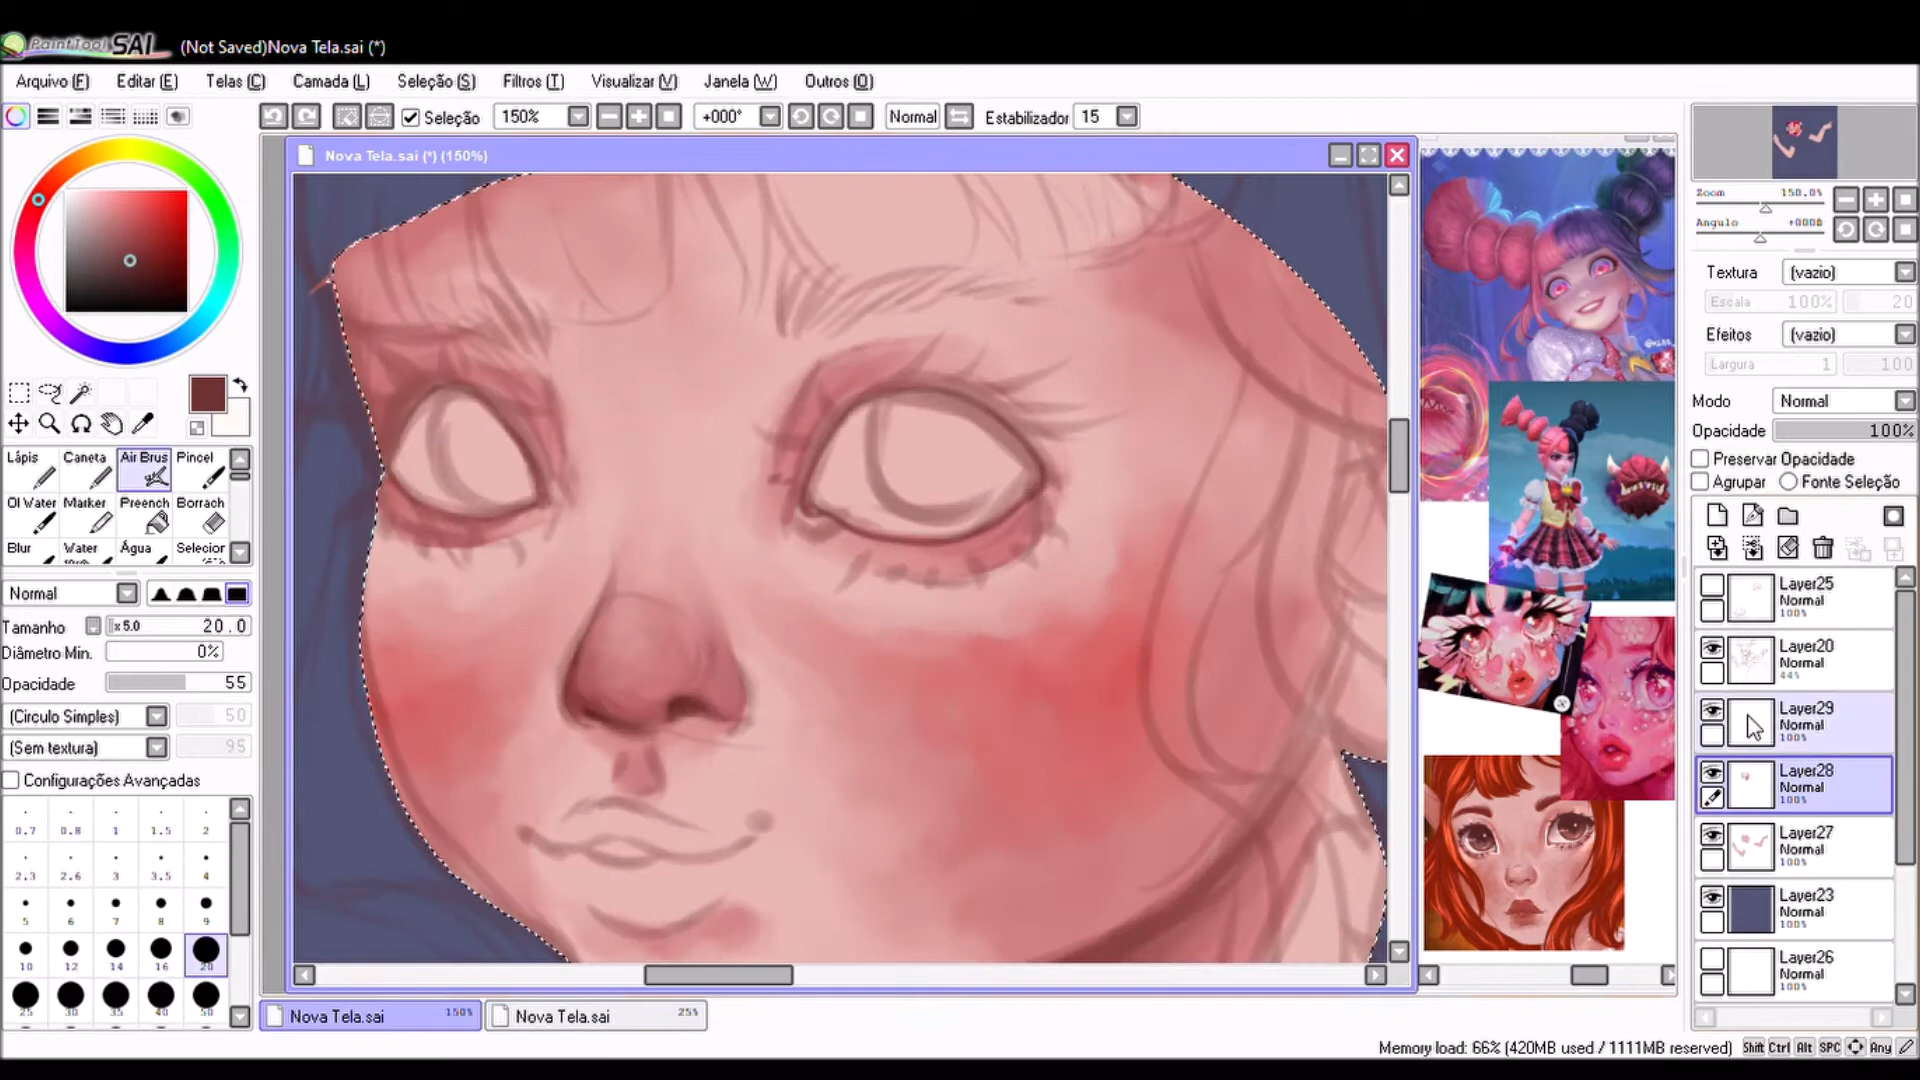 PaintTool SAI (Not Saved)Nova Tela.sai (*)
Arquivo (F) Editar (E) Telas (C) Camada (L) Seleção (S) Filtros (T) Visualizar (V) Janela (W) Outros (O)
Seleção 150% +000° Normal Estabilizador 15
Nova Tela.sai (*) (150%)
Zoom 150.0%
Angulo +000º
Textura (vazio)
Escala 100% 20
Efeitos (vazio)
Largura 1 100
Modo Normal
Opacidade 100%
Preservar Opacidade
Agrupar Fonte Seleção
Lápis Caneta Air Brus Pincel
Ol Water Marker Preench Borrach
Blur Water Água Selecior
Normal
Tamanho x 5.0 20.0
Diâmetro Min. 0%
Opacidade 55
(Circulo Simples) 50
(Sem textura) 95
Configurações Avançadas
0.7 0.8 1 1.5 2
2.3 2.6 3 3.5 4
5 6 7 8 9
10 12 14 16 20
25 30 35 40 50
Layer25
Normal
100%
Layer20
Normal
44%
Layer29
Normal
100%
Layer28
Normal
100%
Layer27
Normal
100%
Layer23
Normal
100%
Layer26
Normal
100%
Nova Tela.sai 150% Nova Tela.sai 25%
Memory load: 66% (420MB used / 1111MB reserved) Shift Ctrl Alt SPC Any